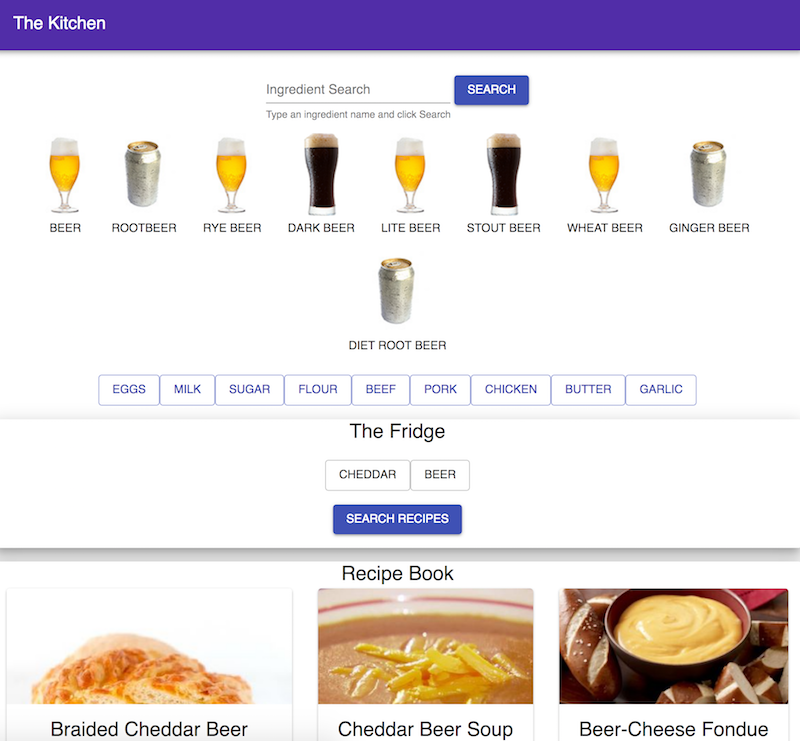 The Kitchen
Ingredient Search
SEARCH
Type an ingredient name and click Search
BEER ROOTBEER RYE BEER DARK BEER LITE BEER STOUT BEER WHEAT BEER GINGER BEER
DIET ROOT BEER
EGGS MILK SUGAR FLOUR BEEF PORK CHICKEN BUTTER GARLIC
The Fridge
CHEDDAR BEER
SEARCH RECIPES
Recipe Book
Braided Cheddar Beer Cheddar Beer Soup Beer-Cheese Fondue